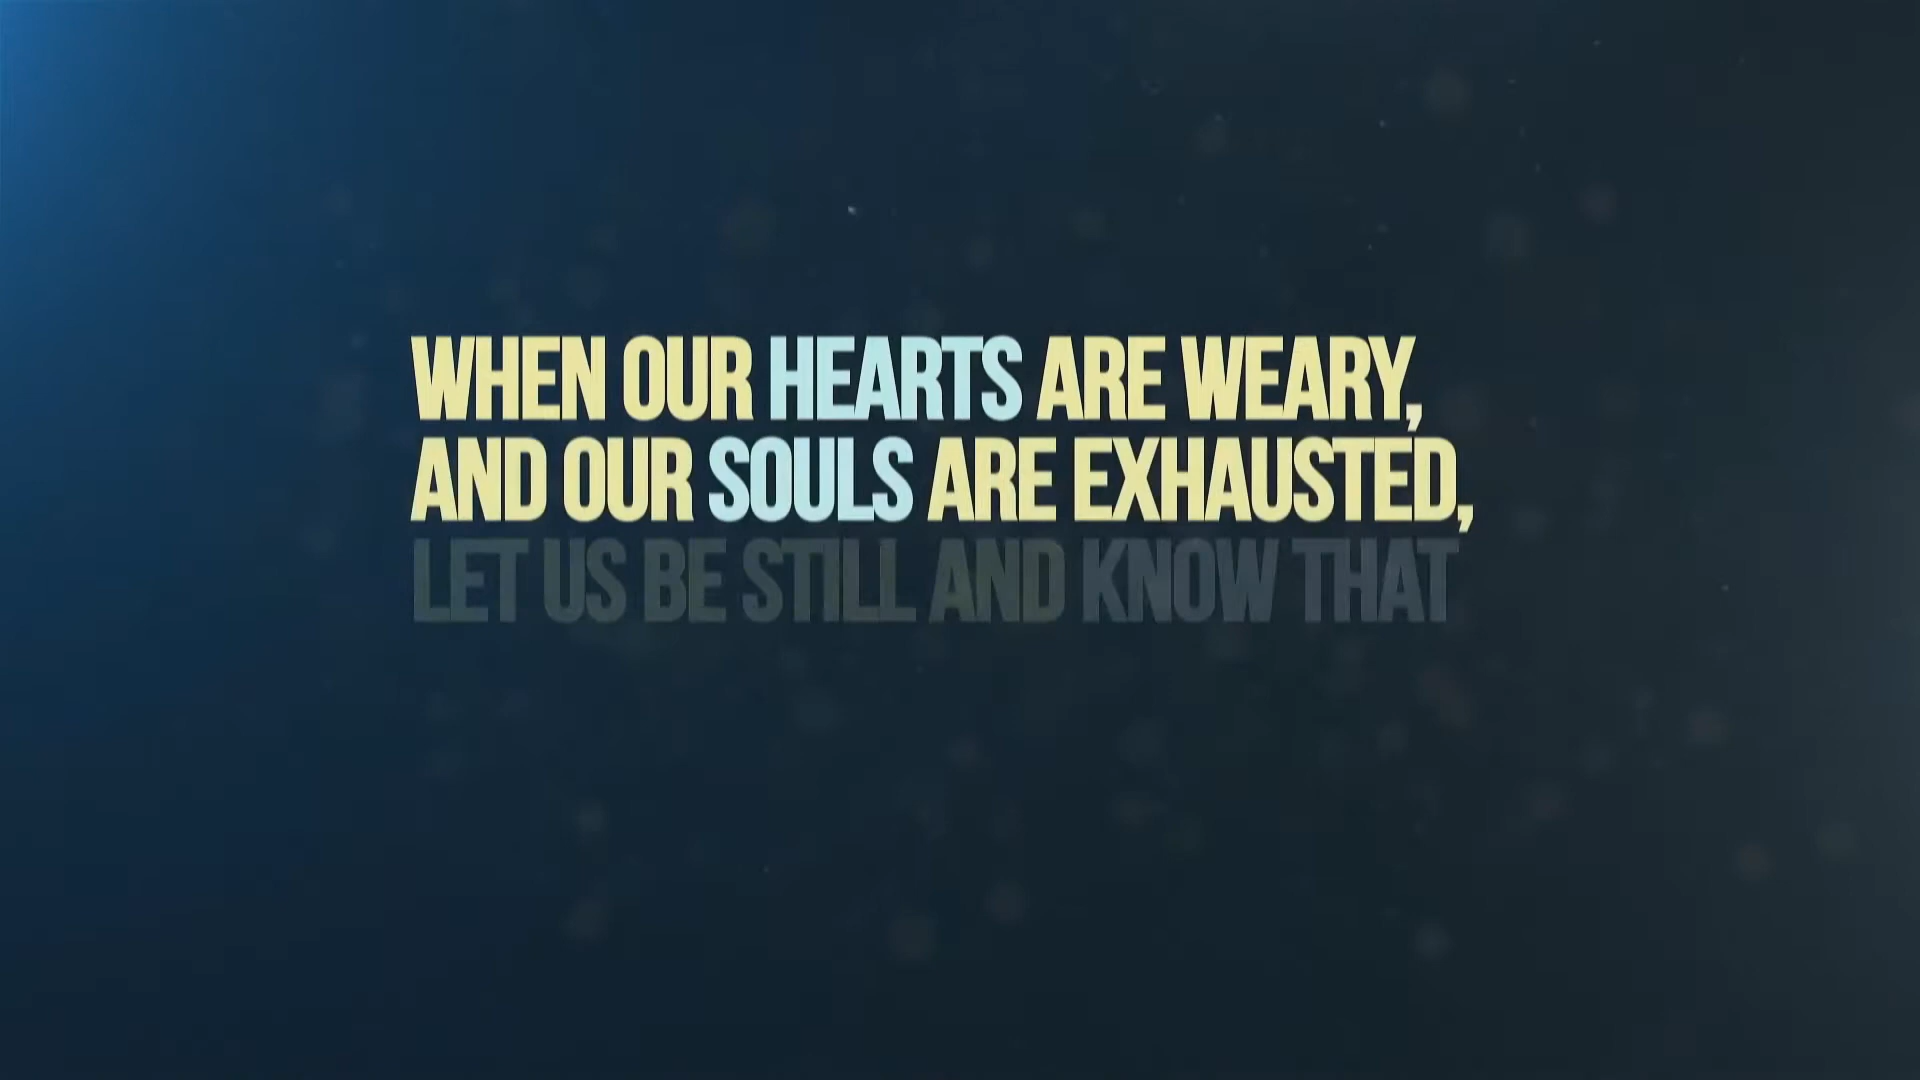 WHEN OUR HEARTS ARE WEARY,
AND OUR SOULS ARE EXHAUSTED,
LET US BE STILL AND KNOW THAT